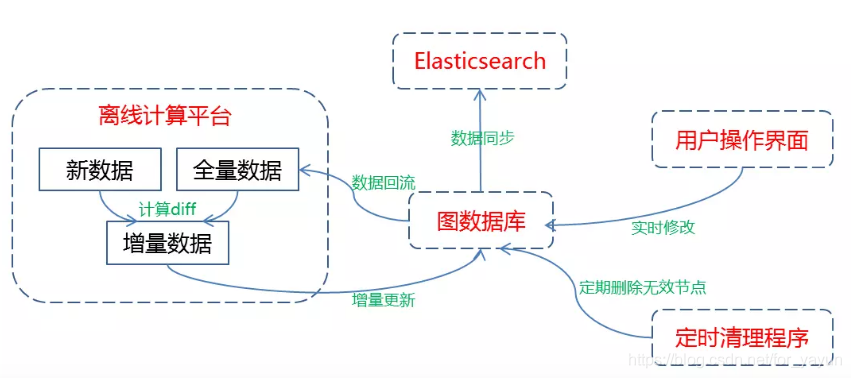 Elasticsearch
离线计算平台
用户操作界面
数据同步
新数据
全量数据
数据回流
计算diff
图数据库
实时修改
增量数据
增量更新
定期删除无效节点
定时清理程序
https://blog.csdn.net/for_yayun